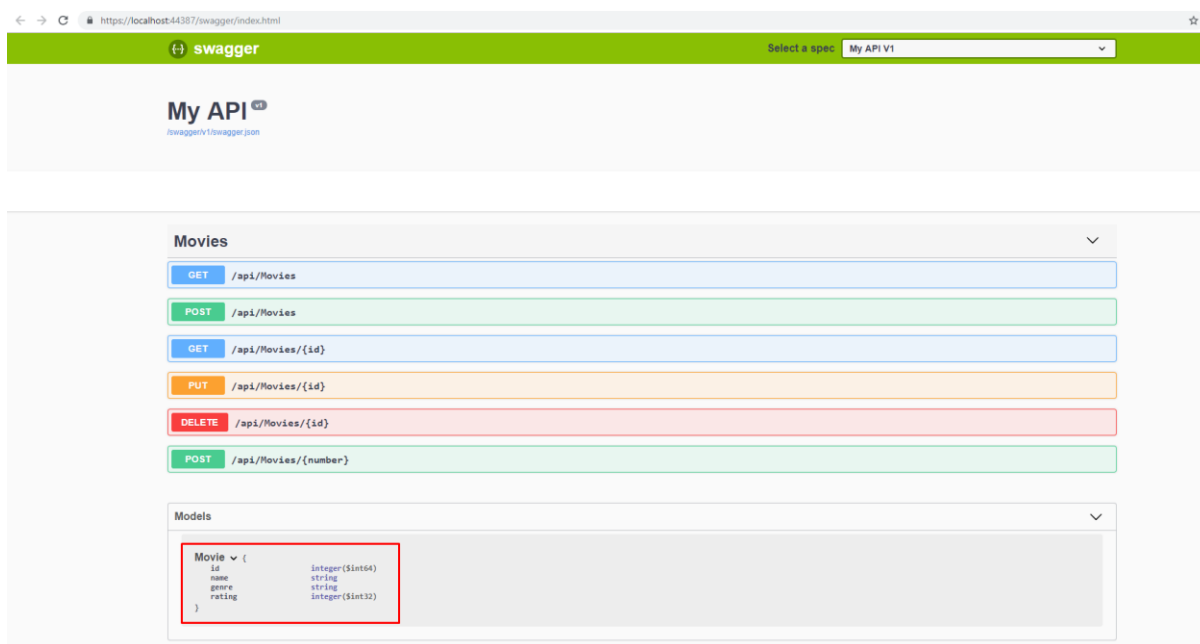 https://localhost:44387/swagger/index.html
{-} swagger
Select a spec My API V1
My API v1
/swagger/v1/swagger.json
Movies
GET /api/Movies
POST /api/Movies
GET /api/Movies/{id}
PUT /api/Movies/{id}
DELETE /api/Movies/{id}
POST /api/Movies/{number}
Models
Movie {
id integer($int64)
name string
genre string
rating integer($int32)
}